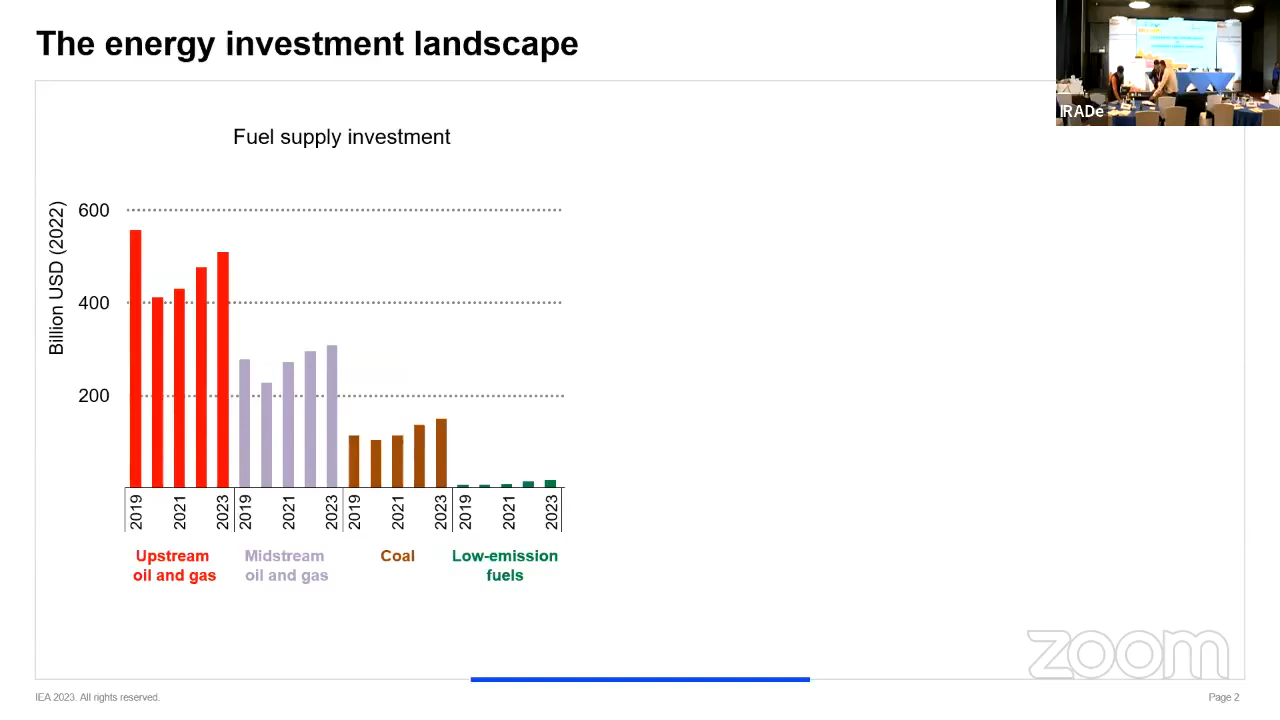 The energy investment landscape
IRADe
Fuel supply investment
Billion USD (2022)
600
400
200
2019
2021
2023
2019
2021
2023
2019
2021
2023
2019
2021
2023
Upstream
oil and gas
Midstream
oil and gas
Coal
Low-emission
fuels
zoom
IEA 2023. All rights reserved.
Page 2